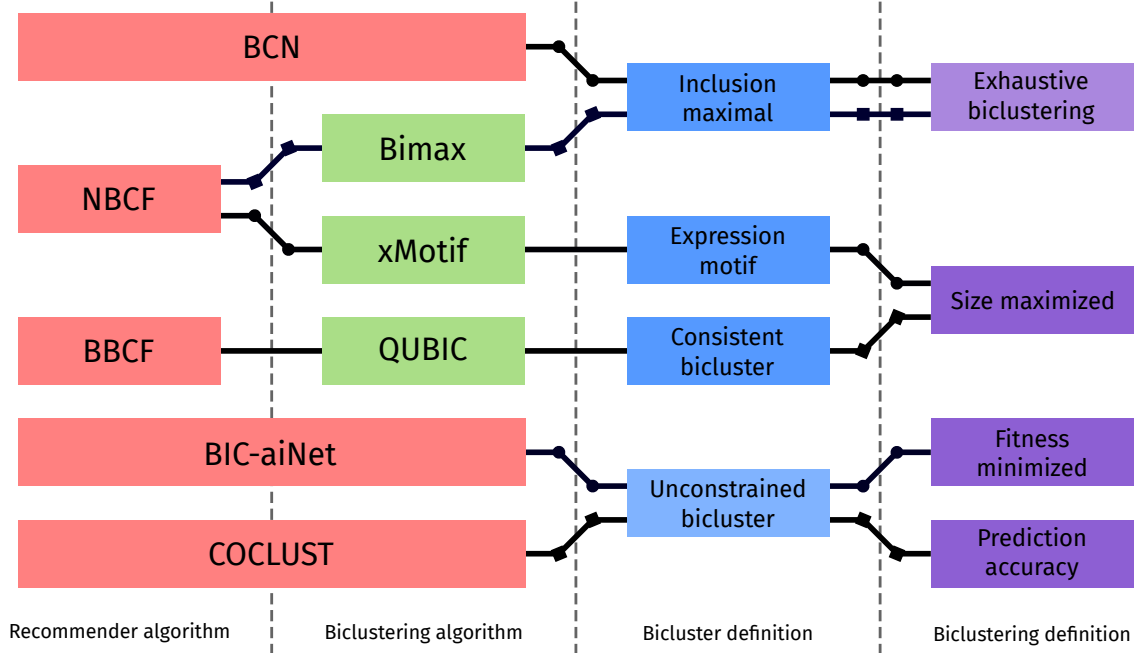 BCN
Inclusion
maximal
Exhaustive
biclustering
Bimax
NBCF
xMotif
Expression
motif
Size maximized
BBCF
QUBIC
Consistent
bicluster
BIC-aiNet
Fitness
minimized
Unconstrained
bicluster
COCLUST
Prediction
accuracy
Recommender algorithm
Biclustering algorithm
Bicluster definition
Biclustering definition